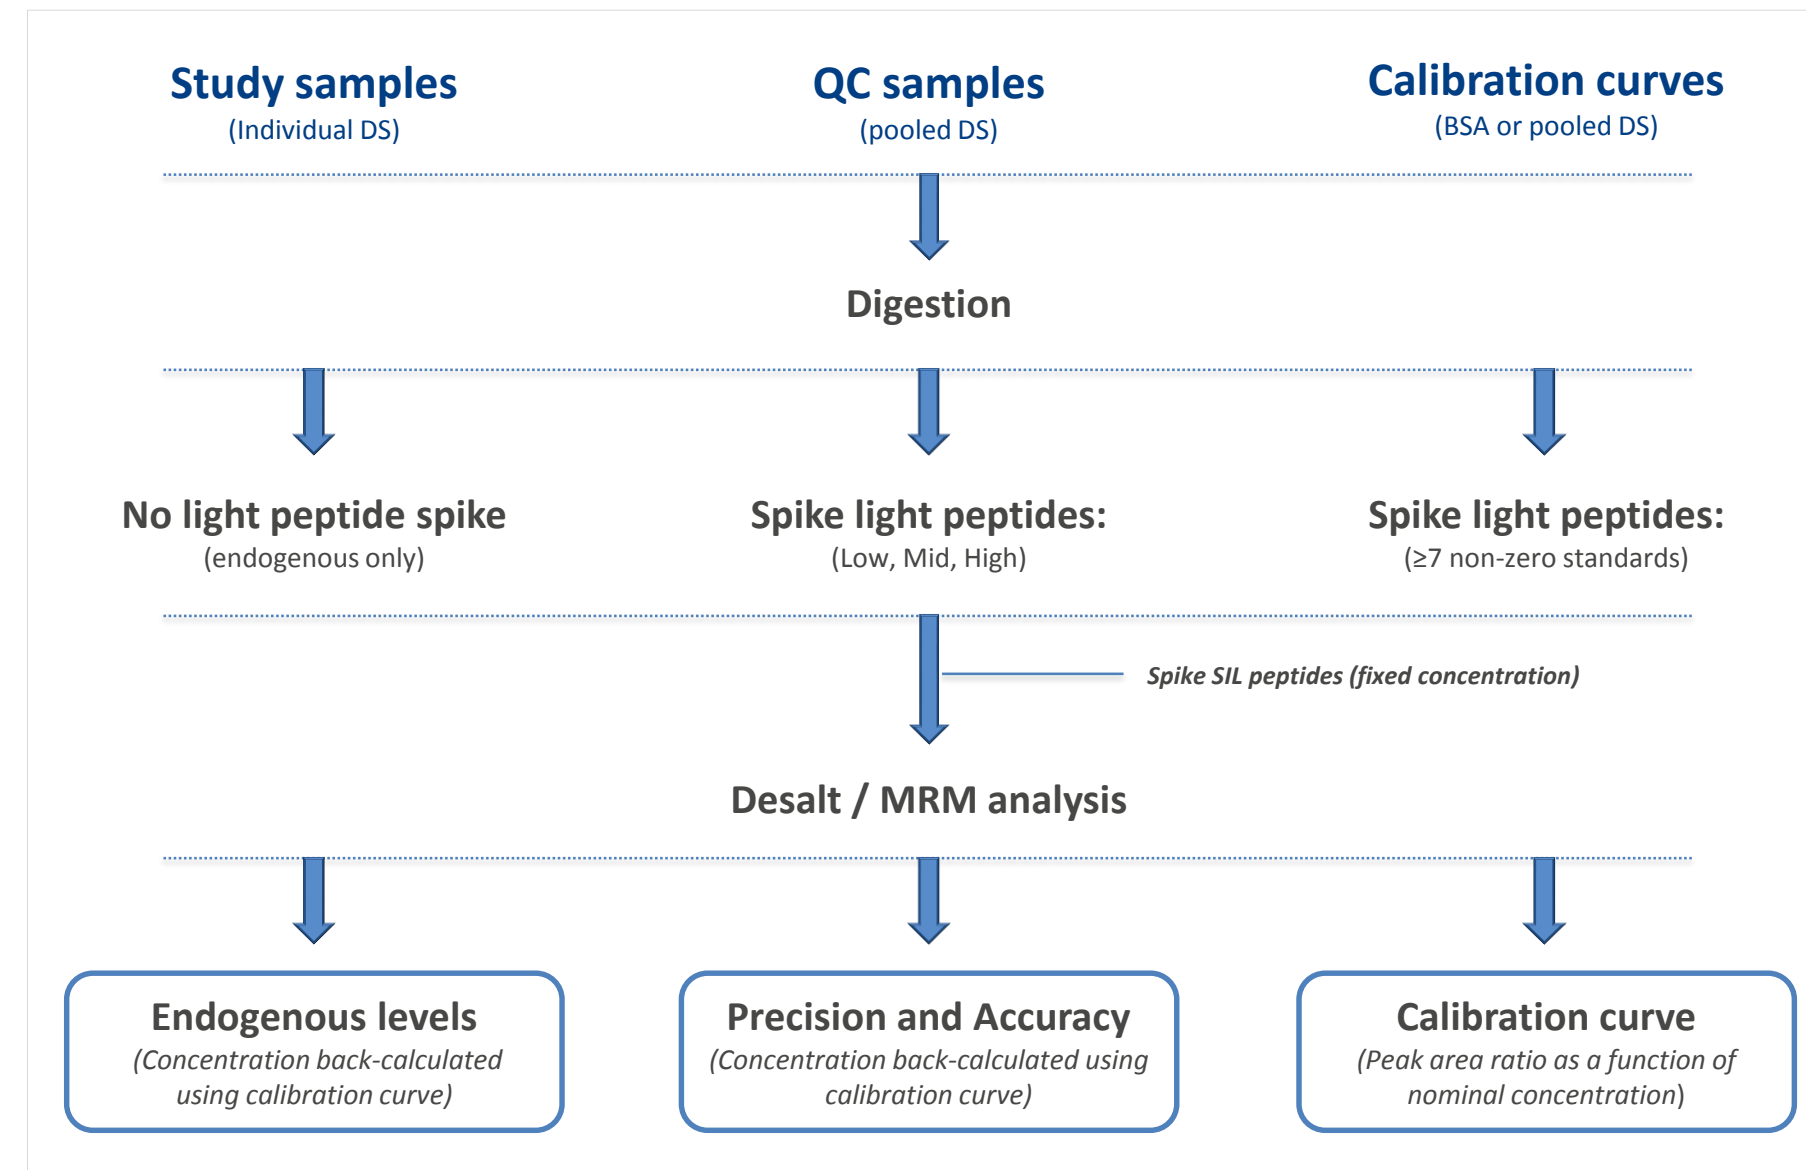 Study samples
(Individual DS)
QC samples
(pooled DS)
Calibration curves
(BSA or pooled DS)
Digestion
No light peptide spike
(endogenous only)
Spike light peptides:
(Low, Mid, High)
Spike light peptides:
(≥7 non-zero standards)
Spike SIL peptides (fixed concentration)
Desalt / MRM analysis
Endogenous levels
(Concentration back-calculated
using calibration curve)
Precision and Accuracy
(Concentration back-calculated using
calibration curve)
Calibration curve
(Peak area ratio as a function of
nominal concentration)